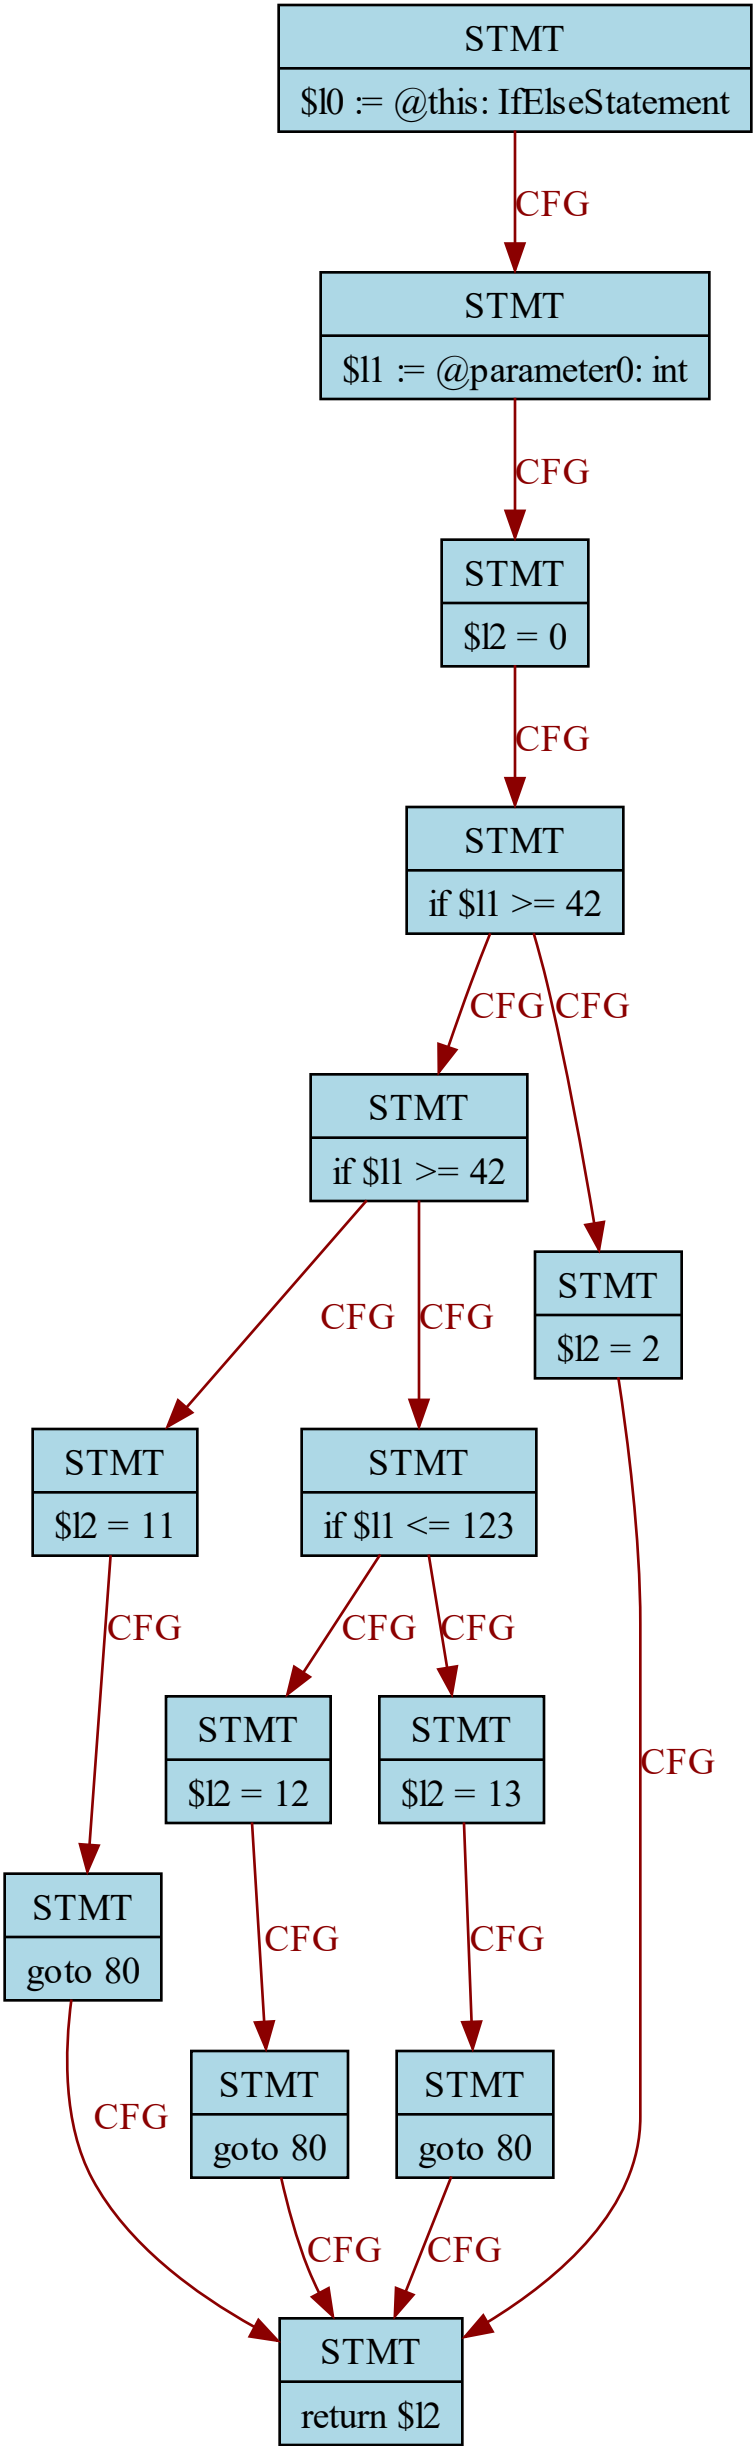 STMT
$l0 := @this: IfElseStatement
CFG
STMT
$l1 := @parameter0: int
CFG
STMT
$l2 = 0
CFG
STMT
if $l1 >= 42
CFG CFG
STMT
if $l1 >= 42
STMT
$l2 = 2
CFG CFG
STMT
$l2 = 11
STMT
if $l1 <= 123
CFG
CFG CFG
STMT
$l2 = 12
STMT
$l2 = 13
CFG
STMT
goto 80
CFG
CFG
STMT
goto 80
STMT
goto 80
CFG
CFG
CFG
STMT
return $l2